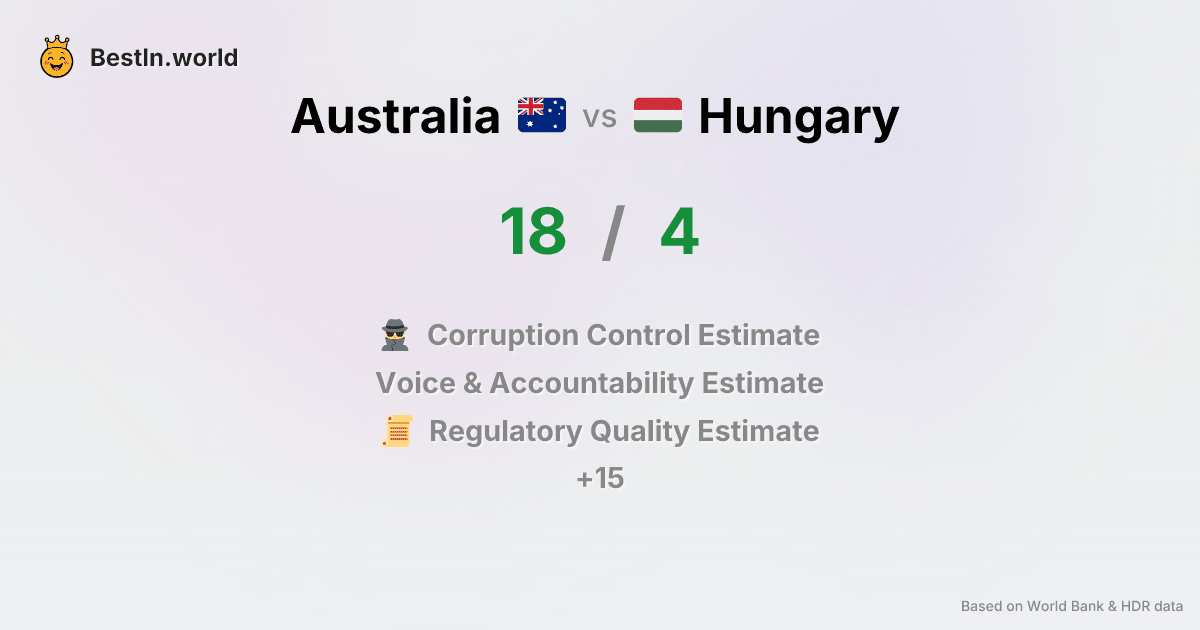 BestIn.world
Australia vs Hungary
18 / 4
Corruption Control Estimate
Voice & Accountability Estimate
Regulatory Quality Estimate
+15
Based on World Bank & HDR data